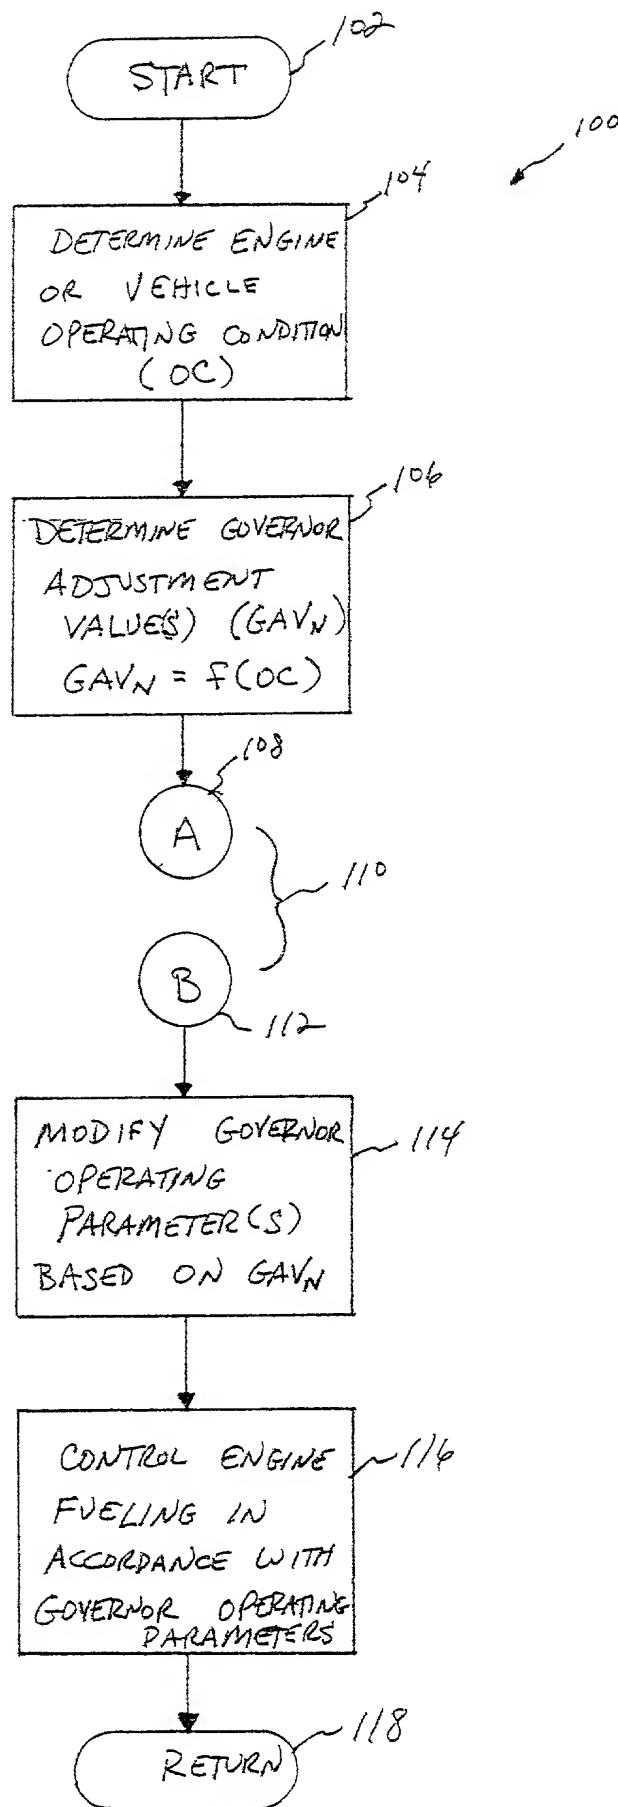 102
START
100
104
DETERMINE ENGINE
OR VEHICLE
OPERATING CONDITION
(OC)
106
DETERMINE GOVERNOR
ADJUSTMENT
VALUE(S) (GAVN)
GAVN = f(OC)
108
A
110
B
112
MODIFY GOVERNOR
OPERATING
PARAMETER(S)
BASED ON GAVN
114
CONTROL ENGINE
FUELING IN
ACCORDANCE WITH
GOVERNOR OPERATING
PARAMETERS
116
118
RETURN